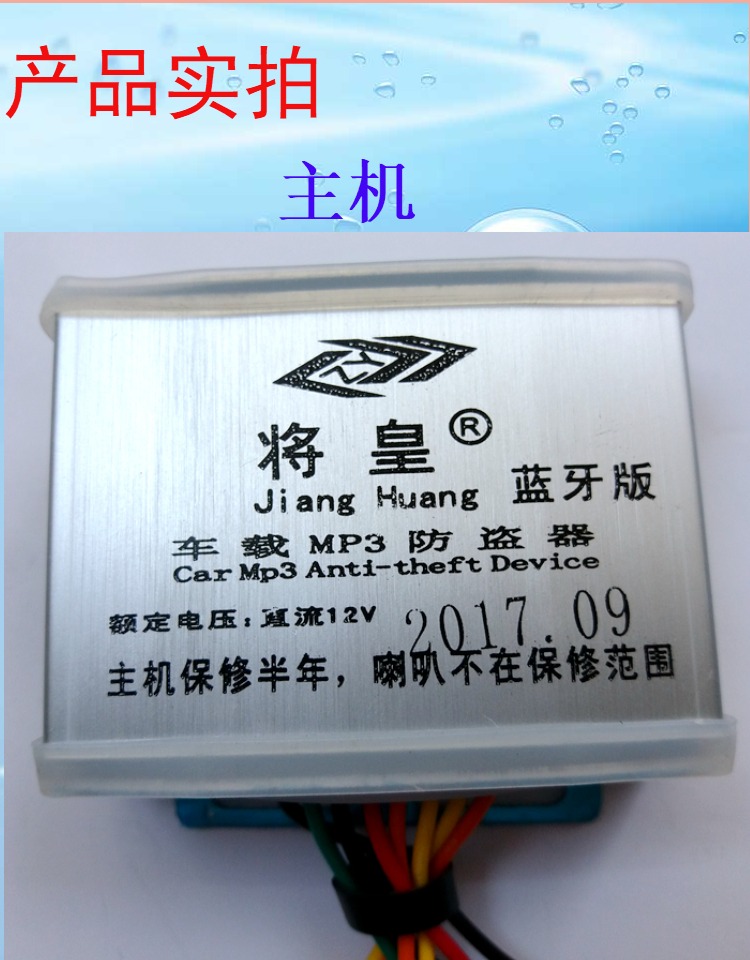 产品实拍
主机
将皇®
Jiang Huang 蓝牙版
车载MP3防盗器
Car Mp3 Anti-theft Device
额定电压：直流12V 2017.09
主机保修半年，喇叭不在保修范围